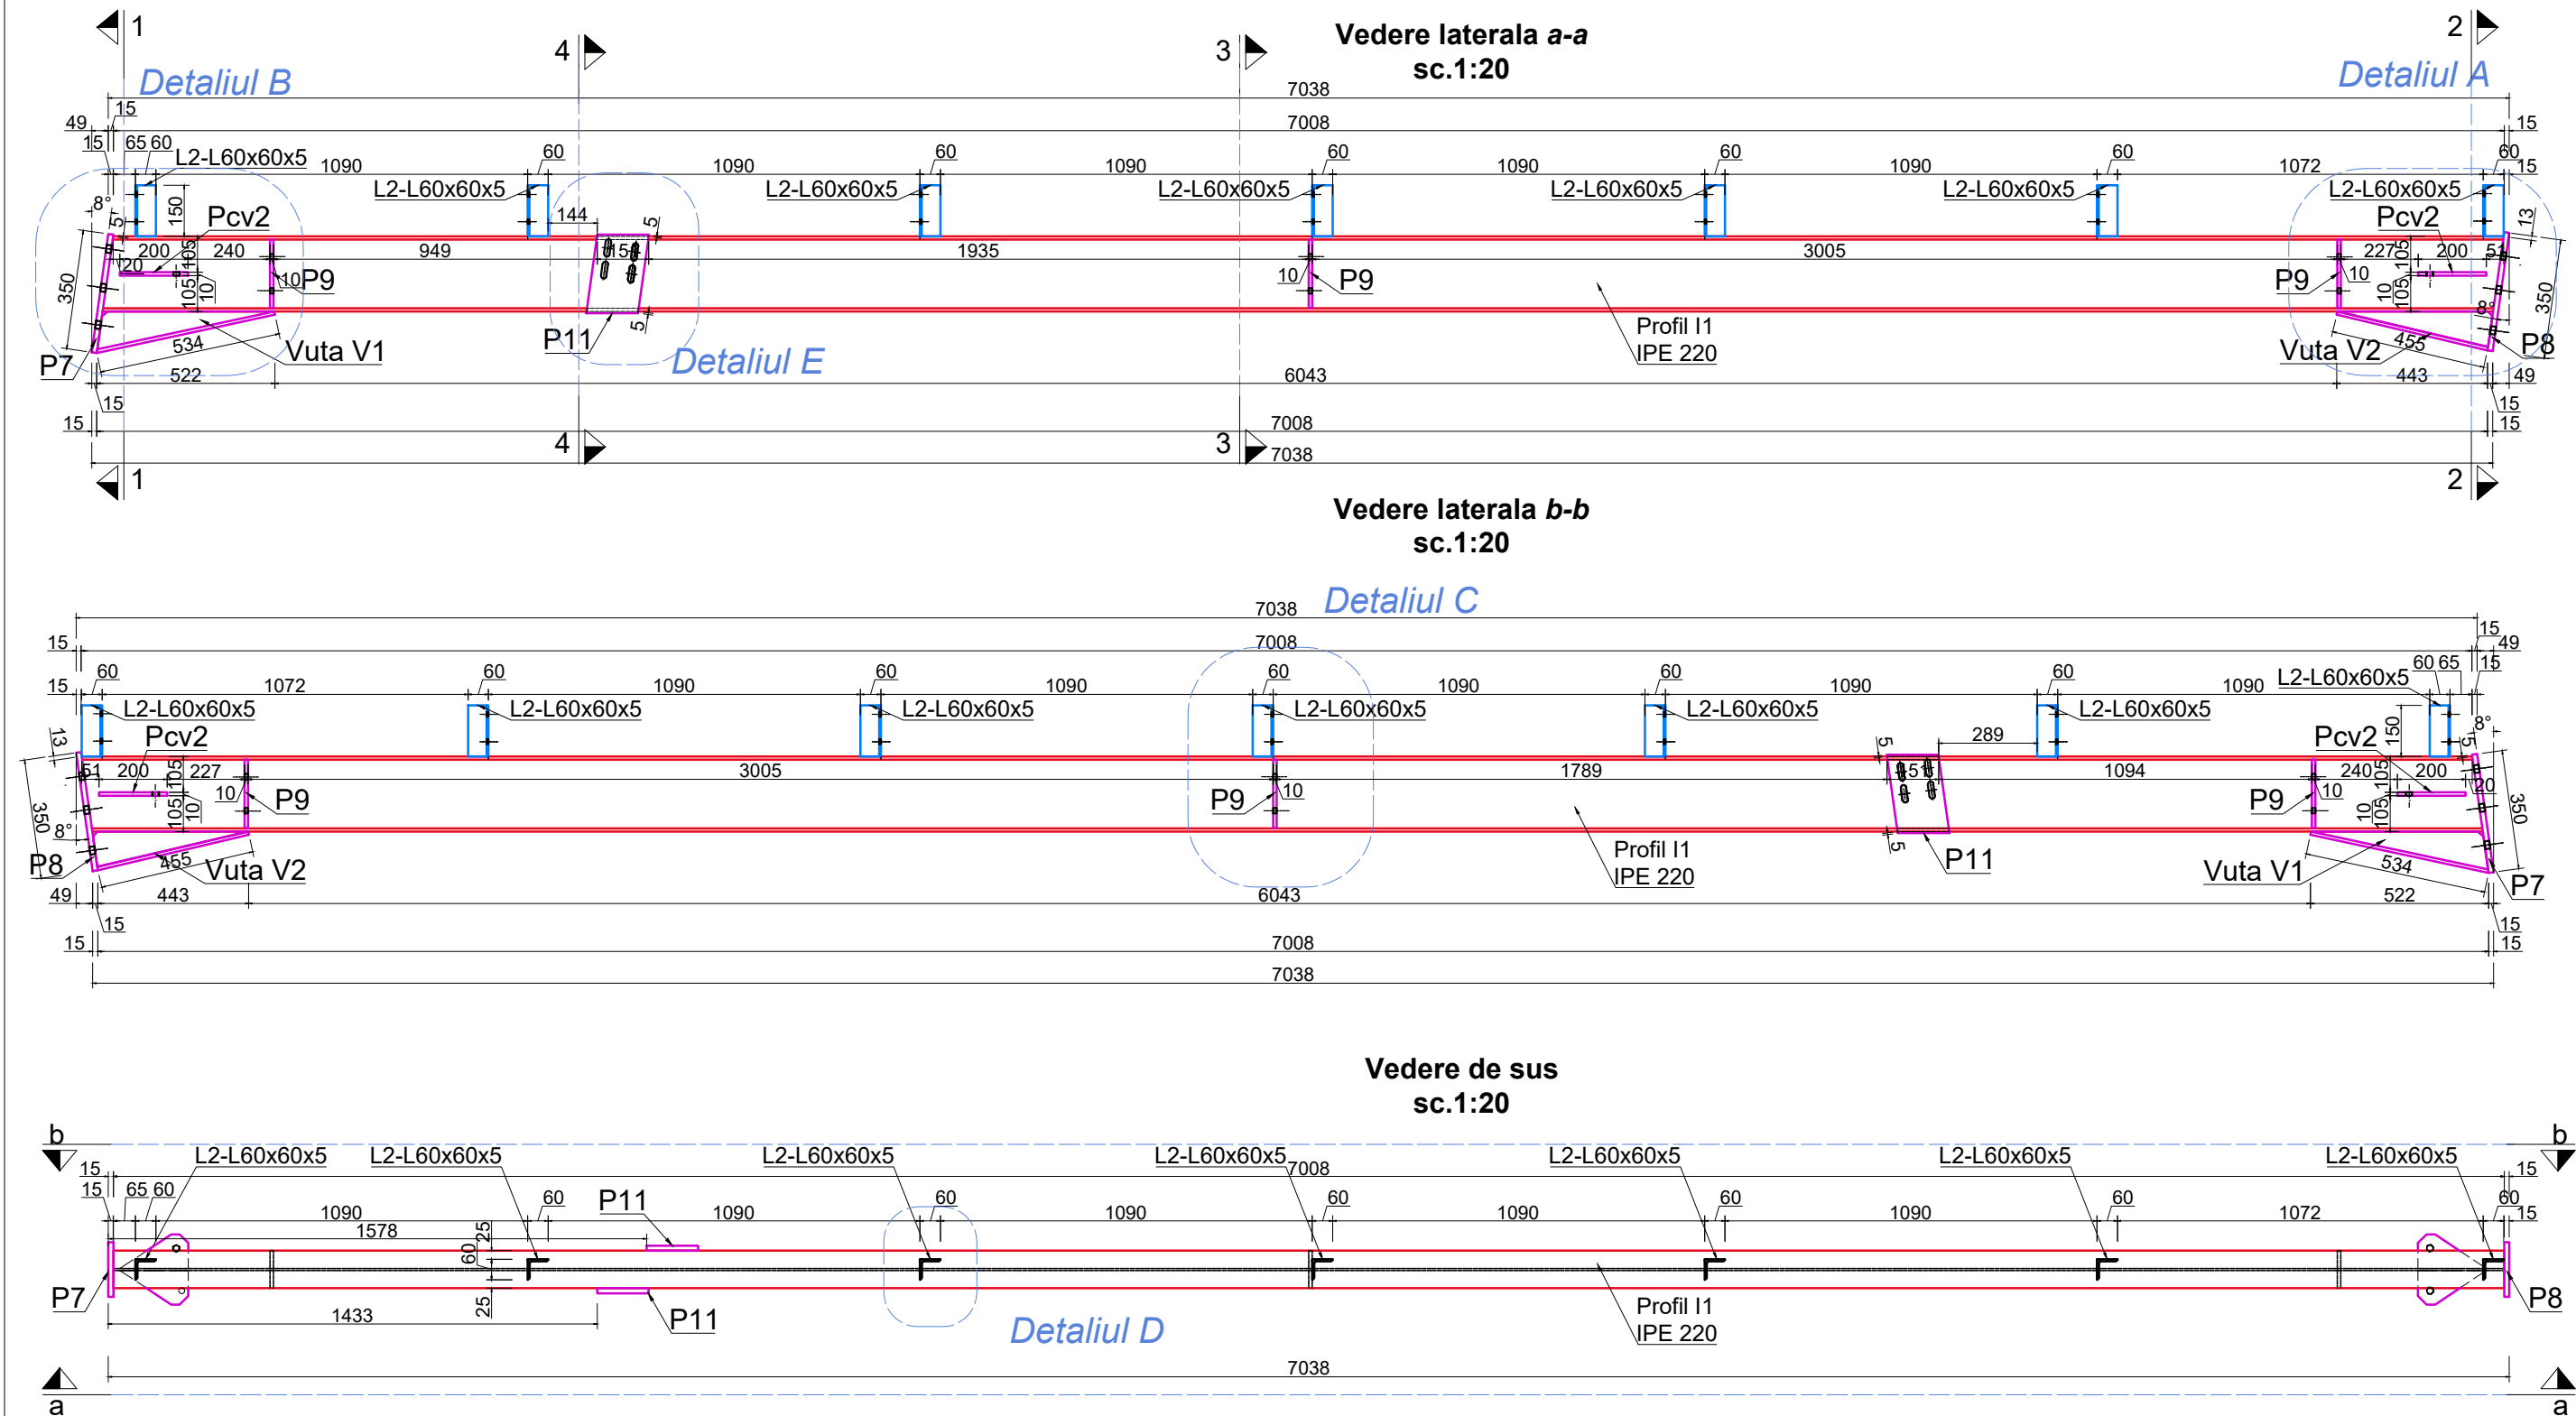 Vedere laterala a-a
sc.1:20
1
4
3
2
Detaliul B
Detaliul A
7038
15
49
7008
15
15
65
60
L2-L60x60x5
1090
60
1090
60
1090
60
1090
60
1090
60
1072
60
15
L2-L60x60x5
L2-L60x60x5
L2-L60x60x5
L2-L60x60x5
L2-L60x60x5
L2-L60x60x5
8°
5
150
Pcv2
144
5
Pcv2
13
200
240
105
949
151
1935
3005
227
105
200
51
20
10
P9
10
P9
P9
10
350
105
10
10
105
8°
350
P11
5
Profil I1
IPE 220
P7
534
Vuta V1
Detaliul E
Vuta V2
455
P8
522
6043
443
49
15
15
15
7008
15
4
3
7038
1
2
Vedere laterala b-b
sc.1:20
Detaliul C
7038
15
7008
15
49
15
60
1072
60
1090
60
1090
60
1090
60
1090
60
1090
60
65
15
L2-L60x60x5
L2-L60x60x5
L2-L60x60x5
L2-L60x60x5
L2-L60x60x5
L2-L60x60x5
L2-L60x60x5
13
Pcv2
5
289
Pcv2
150
8°
5
51
200
105
227
3005
1789
151
1094
240
105
200
10
P9
P9
10
P9
10
20
350
105
10
10
105
350
8°
5
P11
Profil I1
IPE 220
P8
455
Vuta V2
Vuta V1
534
P7
49
443
6043
522
15
15
15
7008
15
7038
Vedere de sus
sc.1:20
b
b
L2-L60x60x5
L2-L60x60x5
L2-L60x60x5
L2-L60x60x5
L2-L60x60x5
L2-L60x60x5
L2-L60x60x5
15
7008
15
15
65
60
1090
60
P11
1090
60
1090
60
1090
60
1090
60
1072
60
15
1578
25
60
25
P7
1433
P11
Detaliul D
Profil I1
IPE 220
P8
7038
a
a